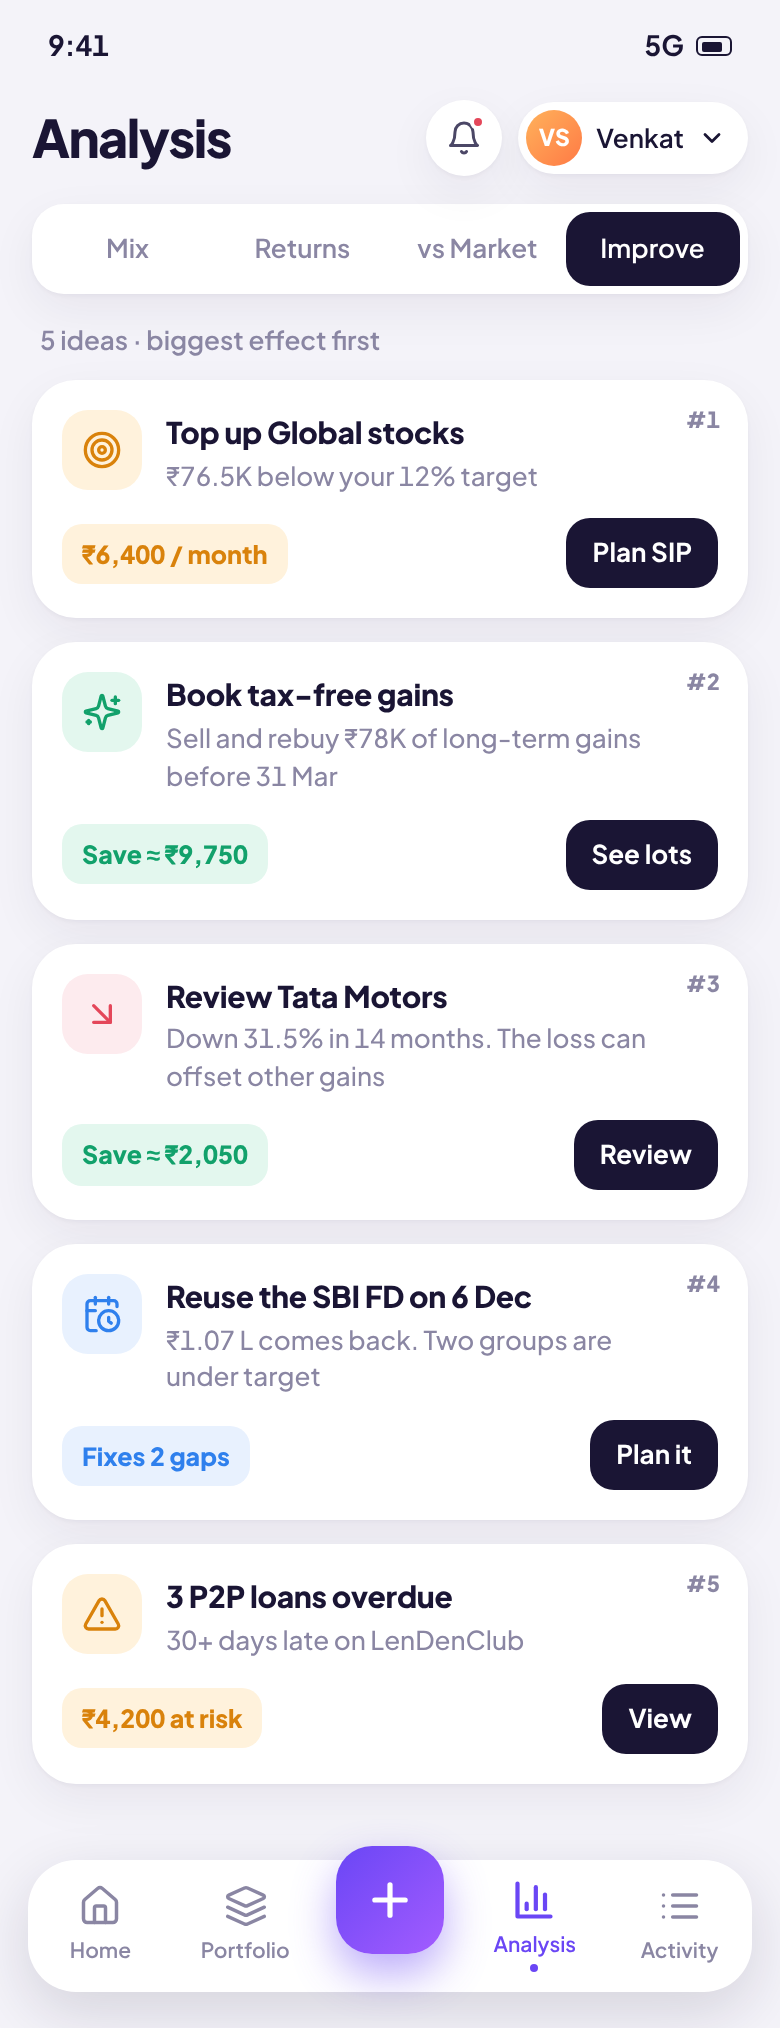 9:41
5G
Analysis
VS
Venkat
Mix
Returns
vs Market
Improve
5 ideas · biggest effect first
Top up Global stocks
#1
₹76.5K below your 12% target
₹6,400 / month
Plan SIP
Book tax-free gains
#2
Sell and rebuy ₹78K of long-term gains
before 31 Mar
Save ≈ ₹9,750
See lots
Review Tata Motors
#3
Down 31.5% in 14 months. The loss can
offset other gains
Save ≈ ₹2,050
Review
Reuse the SBI FD on 6 Dec
#4
₹1.07 L comes back. Two groups are
under target
Fixes 2 gaps
Plan it
3 P2P loans overdue
#5
30+ days late on LenDenClub
₹4,200 at risk
View
Home
Portfolio
Analysis
Activity